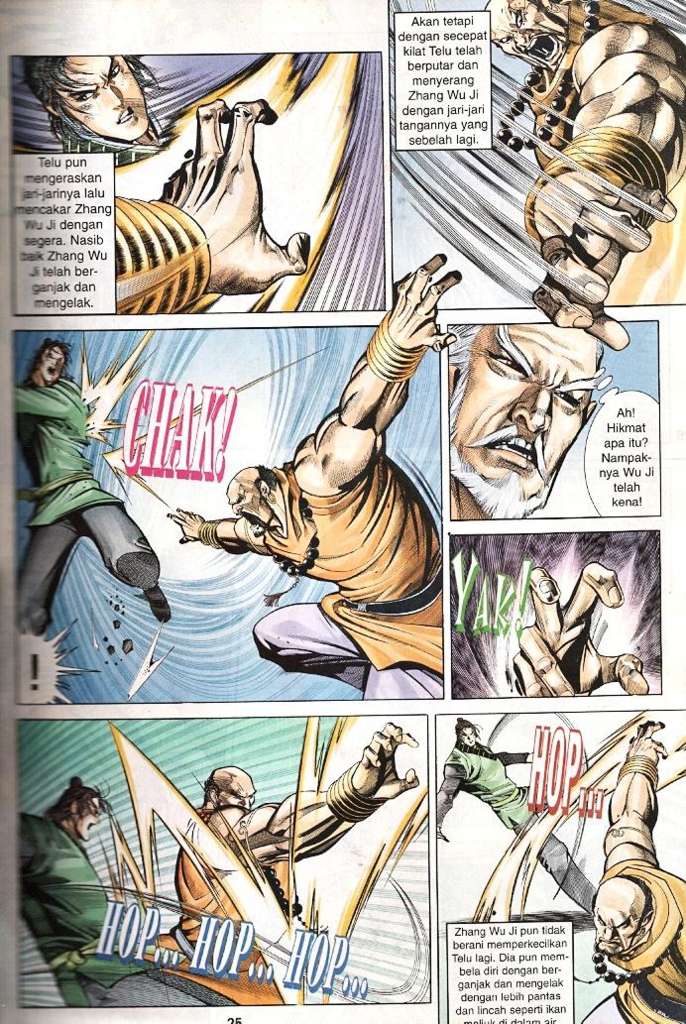 Telu pun
mengeraskan
jari-jarinya lalu
mencakar Zhang
Wu Ji dengan
segera. Nasib
baik Zhang Wu
Ji telah ber-
ganjak dan
mengelak.
Akan tetapi
dengan secepat
kilat Telu telah
berputar dan
menyerang
Zhang Wu Ji
dengan jari-jari
tangannya yang
sebelah lagi.
CHAK!
!
Ah!
Hikmat
apa itu?
Nampak-
nya Wu Ji
telah
kena!
YAK!
HOP... HOP... HOP...
HOP...
Zhang Wu Ji pun tidak
berani memperkecilkan
Telu lagi. Dia pun mem-
bela diri dengan ber-
ganjak dan mengelak
dengan lebih pantas
dan lincah seperti ikan
meliuk di dalam air
25